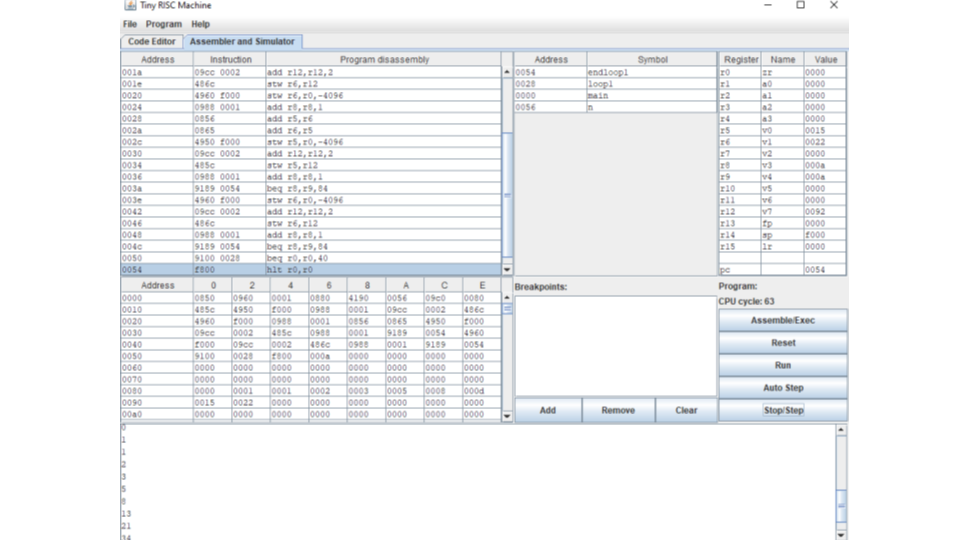 Tiny RISC Machine
File Program Help
Code Editor Assembler and Simulator
Address Instruction Program disassembly
001a 09cc 0002 add r12,r12,2
001e 486c stw r6,r12
0020 4960 f000 stw r6,r0,-4096
0024 0988 0001 add r8,r8,1
0028 0856 add r5,r6
002a 0865 add r6,r5
002c 4950 f000 stw r5,r0,-4096
0030 09cc 0002 add r12,r12,2
0034 485c stw r5,r12
0036 0988 0001 add r8,r8,1
003a 9189 0054 beq r8,r9,84
003e 4960 f000 stw r6,r0,-4096
0042 09cc 0002 add r12,r12,2
0046 486c stw r6,r12
0048 0988 0001 add r8,r8,1
004c 9189 0054 beq r8,r9,84
0050 9100 0028 beq r0,r0,40
0054 f800 hlt r0,r0
Address Symbol
0054 endloop1
0028 loop1
0000 main
0056 n
Register Name Value
r0 zr 0000
r1 a0 0000
r2 a1 0000
r3 a2 0000
r4 a3 0000
r5 v0 0015
r6 v1 0022
r7 v2 0000
r8 v3 000a
r9 v4 000a
r10 v5 0000
r11 v6 0000
r12 v7 0092
r13 fp 0000
r14 sp f000
r15 lr 0000
pc 0054
Address 0 2 4 6 8 A C E
0000 0850 0960 0001 0880 4190 0056 09c0 0080
0010 485c 4950 f000 0988 0001 09cc 0002 486c
0020 4960 f000 0988 0001 0856 0865 4950 f000
0030 09cc 0002 485c 0988 0001 9189 0054 4960
0040 f000 09cc 0002 486c 0988 0001 9189 0054
0050 9100 0028 f800 000a 0000 0000 0000 0000
0060 0000 0000 0000 0000 0000 0000 0000 0000
0070 0000 0000 0000 0000 0000 0000 0000 0000
0080 0000 0001 0001 0002 0003 0005 0008 000d
0090 0015 0022 0000 0000 0000 0000 0000 0000
00a0 0000 0000 0000 0000 0000 0000 0000 0000
Breakpoints:
Add Remove Clear
Program:
CPU cycle: 63
Assemble/Exec
Reset
Run
Auto Step
Stop/Step
0
1
1
2
3
5
8
13
21
34